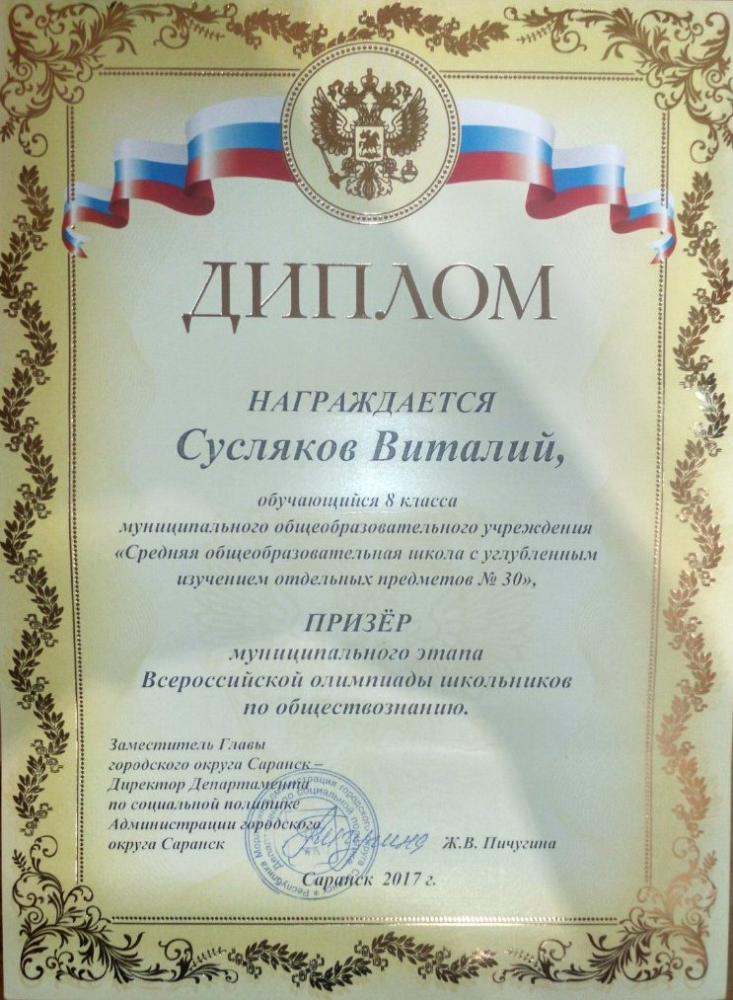 ДИПЛОМ
НАГРАЖДАЕТСЯ
Сусляков Виталий,
обучающийся 8 класса
муниципального общеобразовательного учреждения
«Средняя общеобразовательная школа с углубленным
изучением отдельных предметов № 30»,
ПРИЗЁР
муниципального этапа
Всероссийской олимпиады школьников
по обществознанию.
Заместитель Главы
городского округа Саранск –
Директор Департамента
по социальной политике
Администрации городского
округа Саранск
Ж.В. Пичугина
Саранск 2017 г.